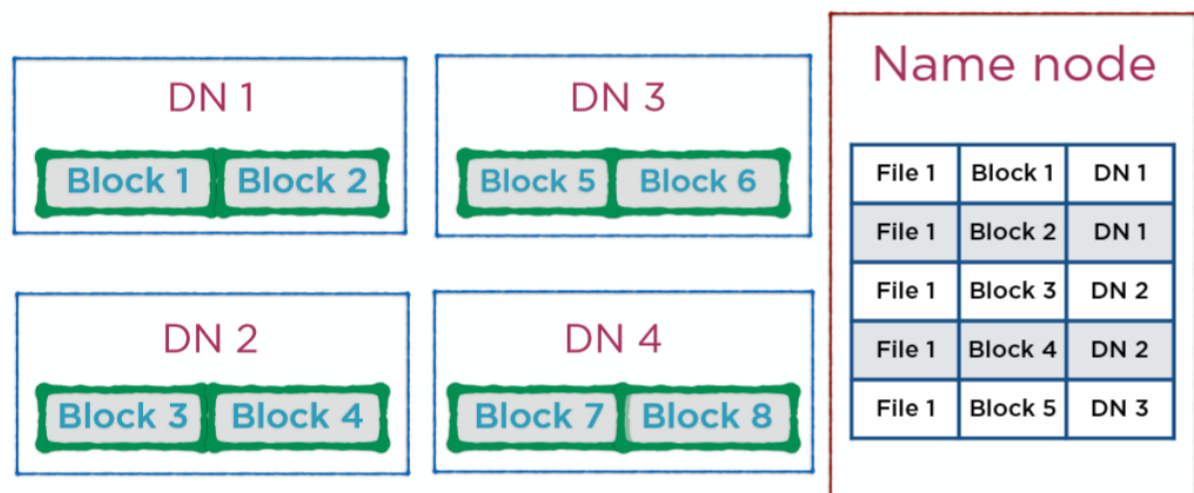 DN 1
Block 1 Block 2
DN 3
Block 5 Block 6
DN 2
Block 3 Block 4
DN 4
Block 7 Block 8
Name node
File 1 Block 1 DN 1
File 1 Block 2 DN 1
File 1 Block 3 DN 2
File 1 Block 4 DN 2
File 1 Block 5 DN 3